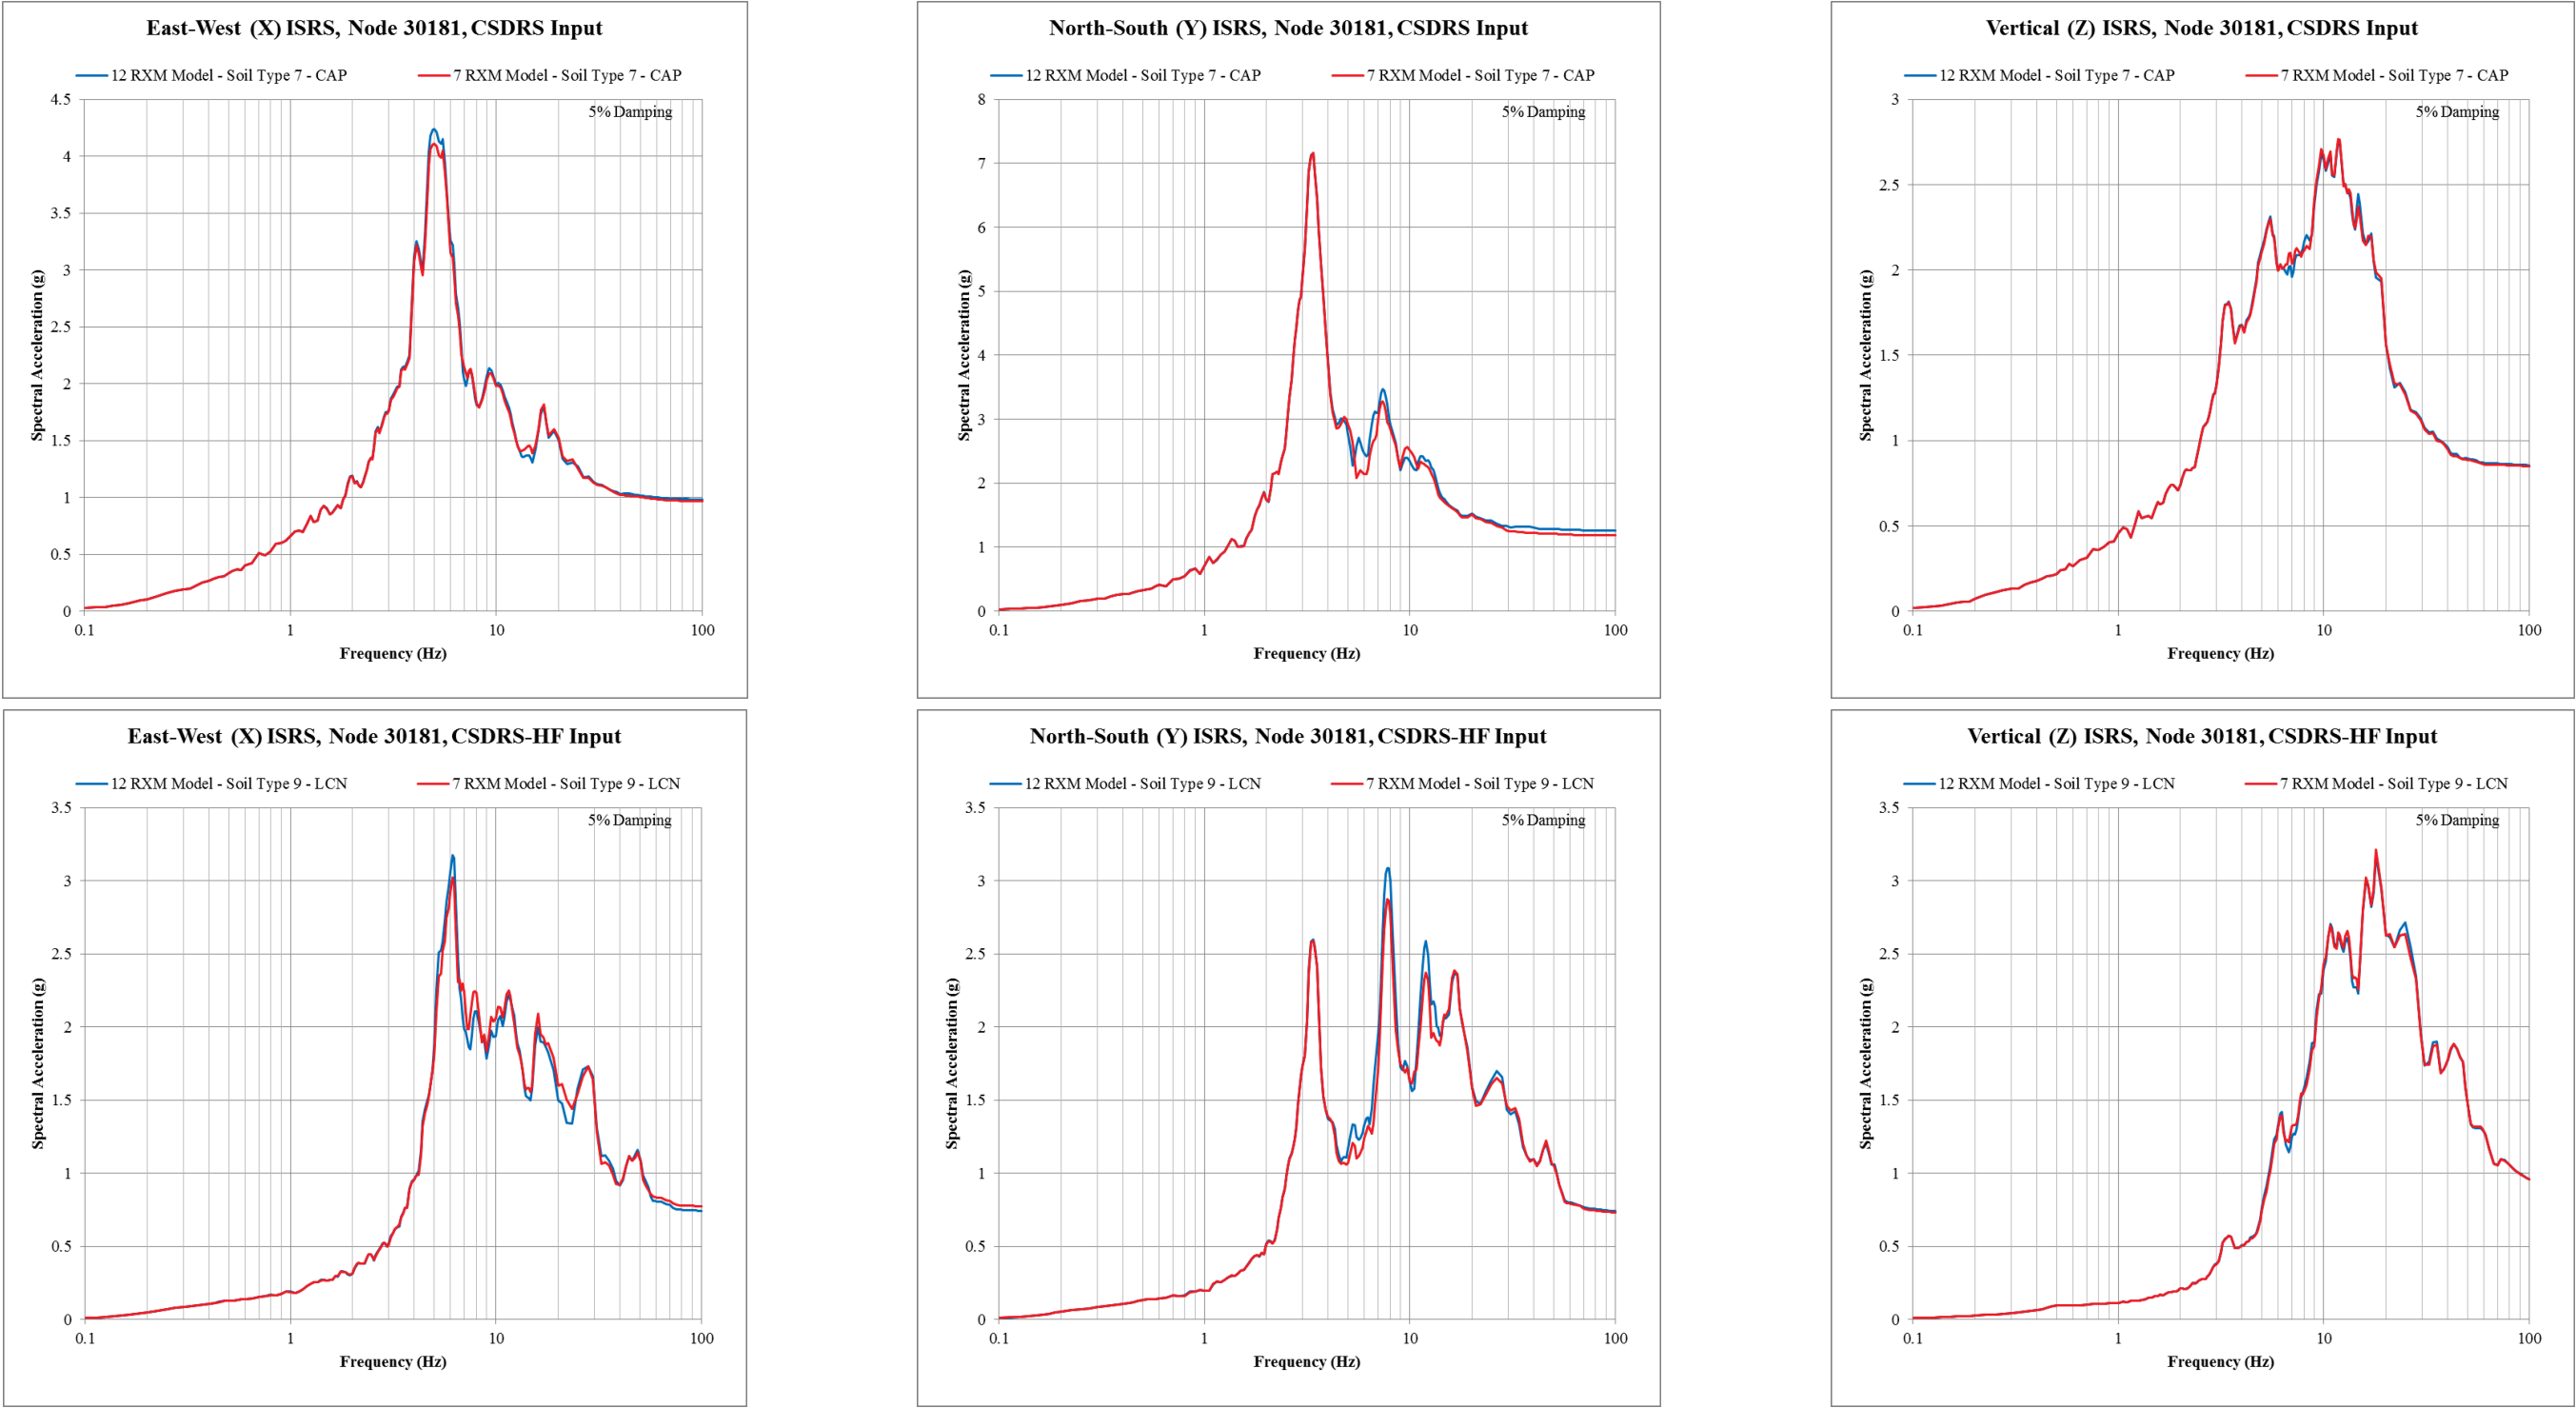 East-West (X) ISRS, Node 30181, CSDRS Input
12 RXM Model - Soil Type 7 - CAP
7 RXM Model - Soil Type 7 - CAP
5% Damping
4.5
4
3.5
3
2.5
2
1.5
1
0.5
0
Spectral Acceleration (g)
0.1
1
10
100
Frequency (Hz)
North-South (Y) ISRS, Node 30181, CSDRS Input
12 RXM Model - Soil Type 7 - CAP
7 RXM Model - Soil Type 7 - CAP
5% Damping
8
7
6
5
4
3
2
1
0
Spectral Acceleration (g)
0.1
1
10
100
Frequency (Hz)
Vertical (Z) ISRS, Node 30181, CSDRS Input
12 RXM Model - Soil Type 7 - CAP
7 RXM Model - Soil Type 7 - CAP
5% Damping
3
2.5
2
1.5
1
0.5
0
Spectral Acceleration (g)
0.1
1
10
100
Frequency (Hz)
East-West (X) ISRS, Node 30181, CSDRS-HF Input
12 RXM Model - Soil Type 9 - LCN
7 RXM Model - Soil Type 9 - LCN
5% Damping
3.5
3
2.5
2
1.5
1
0.5
0
Spectral Acceleration (g)
0.1
1
10
100
Frequency (Hz)
North-South (Y) ISRS, Node 30181, CSDRS-HF Input
12 RXM Model - Soil Type 9 - LCN
7 RXM Model - Soil Type 9 - LCN
5% Damping
3.5
3
2.5
2
1.5
1
0.5
0
Spectral Acceleration (g)
0.1
1
10
100
Frequency (Hz)
Vertical (Z) ISRS, Node 30181, CSDRS-HF Input
12 RXM Model - Soil Type 9 - LCN
7 RXM Model - Soil Type 9 - LCN
5% Damping
3.5
3
2.5
2
1.5
1
0.5
0
Spectral Acceleration (g)
0.1
1
10
100
Frequency (Hz)